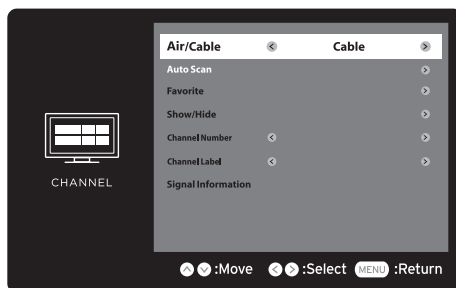 Air/Cable Cable
Auto Scan
Favorite
Show/Hide
Channel Number
Channel Label
Signal Information
CHANNEL
:Move :Select MENU :Return